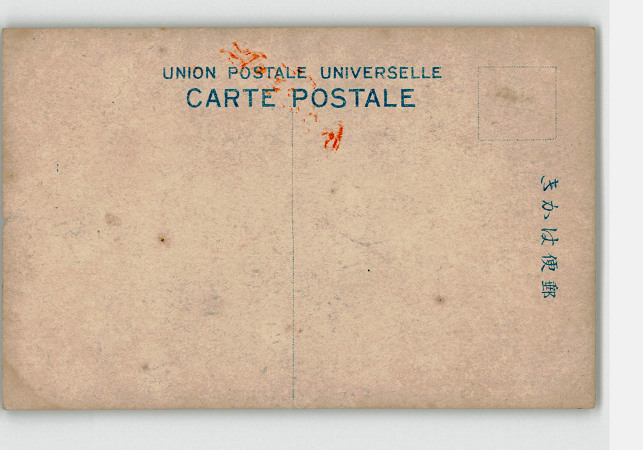 UNION POSTALE UNIVERSELLE
CARTE POSTALE
きかは便郵